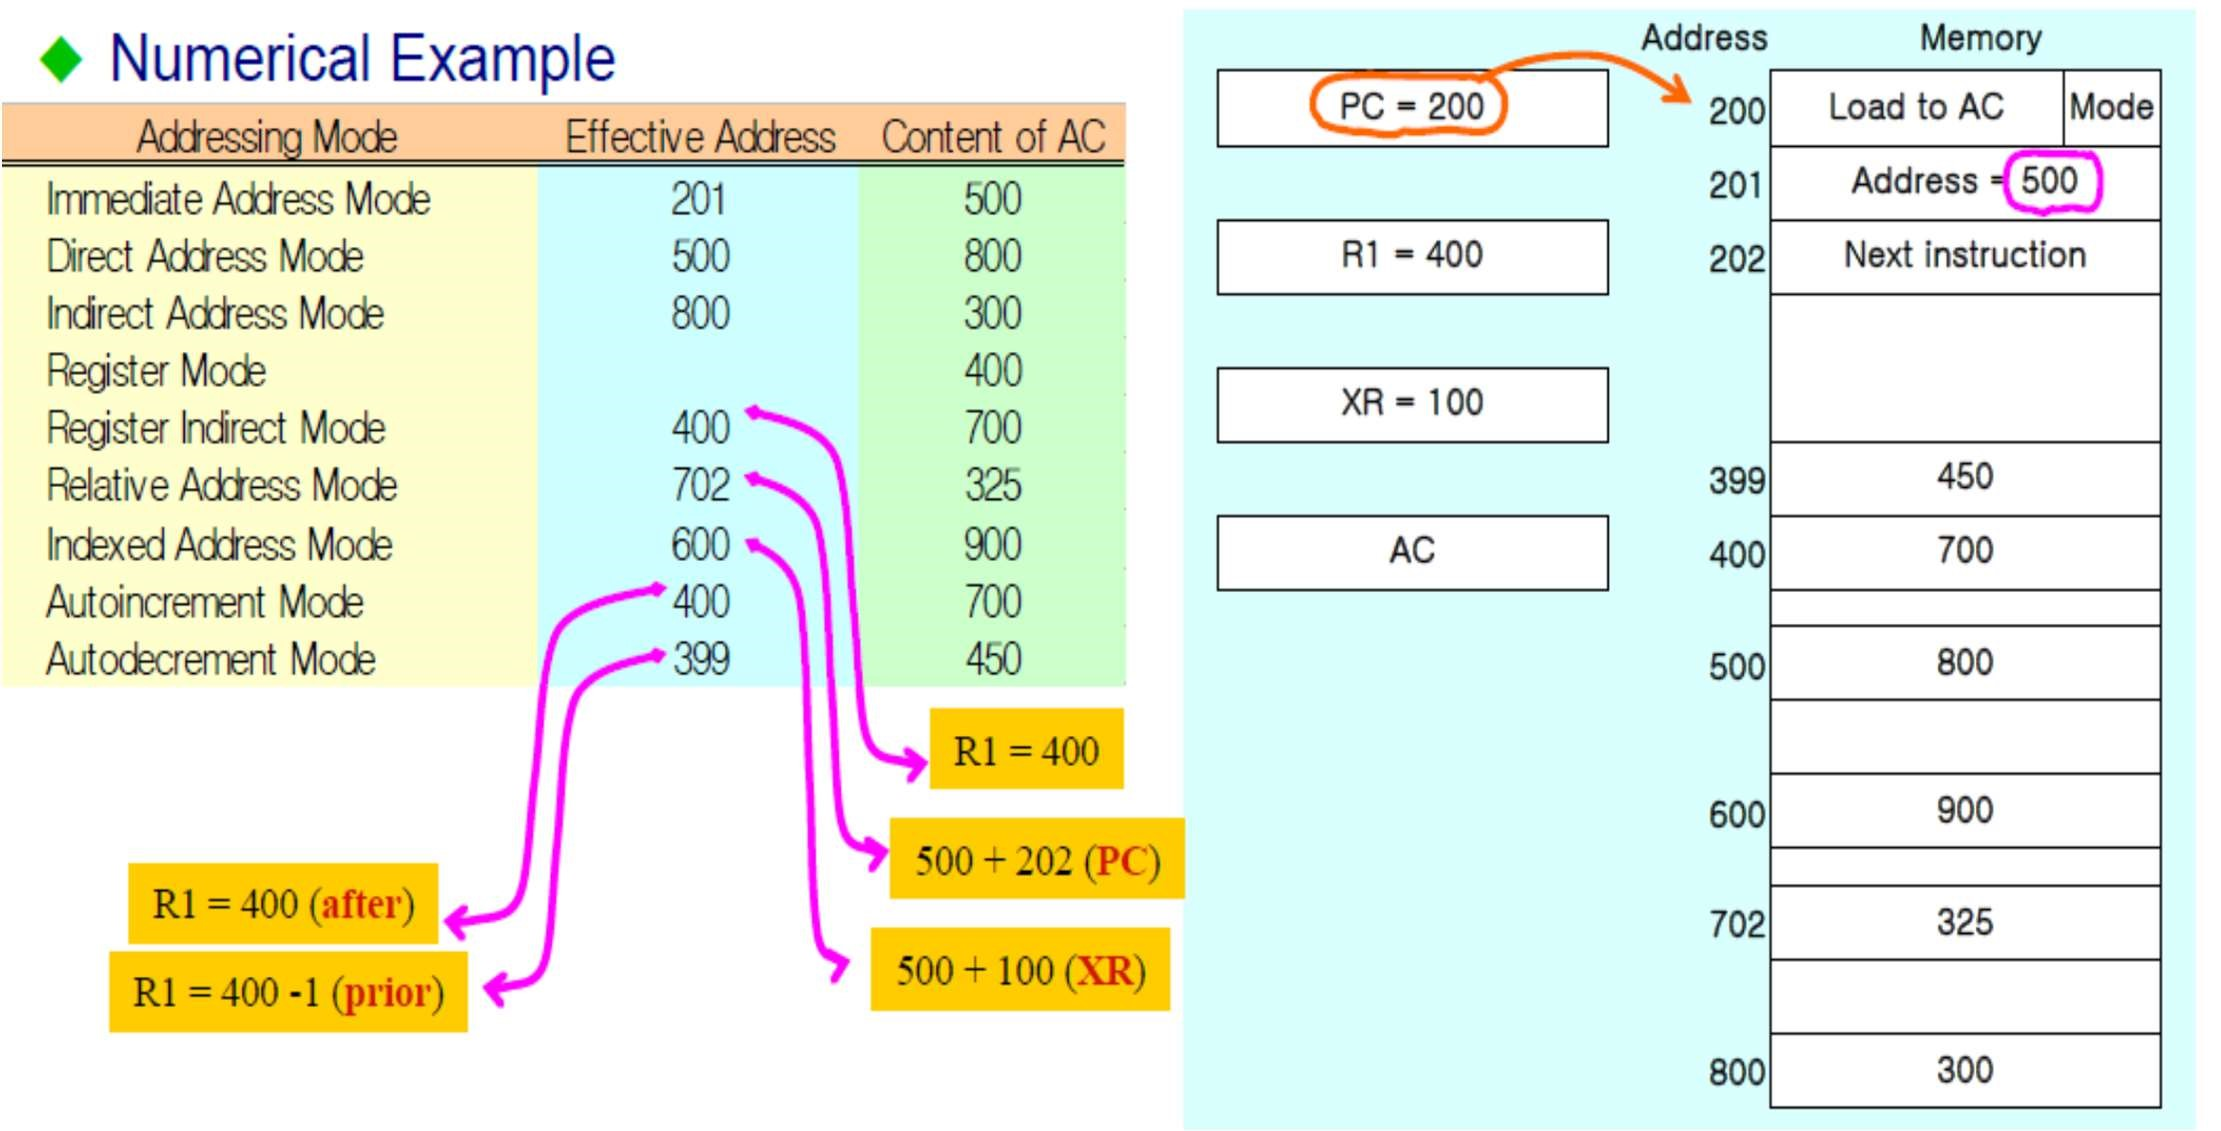 Numerical Example
Addressing Mode Effective Address Content of AC
Immediate Address Mode 201 500
Direct Address Mode 500 800
Indirect Address Mode 800 300
Register Mode 400
Register Indirect Mode 400 700
Relative Address Mode 702 325
Indexed Address Mode 600 900
Autoincrement Mode 400 700
Autodecrement Mode 399 450
R1 = 400
500 + 202 (PC)
500 + 100 (XR)
R1 = 400 (after)
R1 = 400 -1 (prior)
Address Memory
PC = 200
200 Load to AC Mode
201 Address = 500
R1 = 400
202 Next instruction
XR = 100
399 450
AC
400 700
500 800
600 900
702 325
800 300